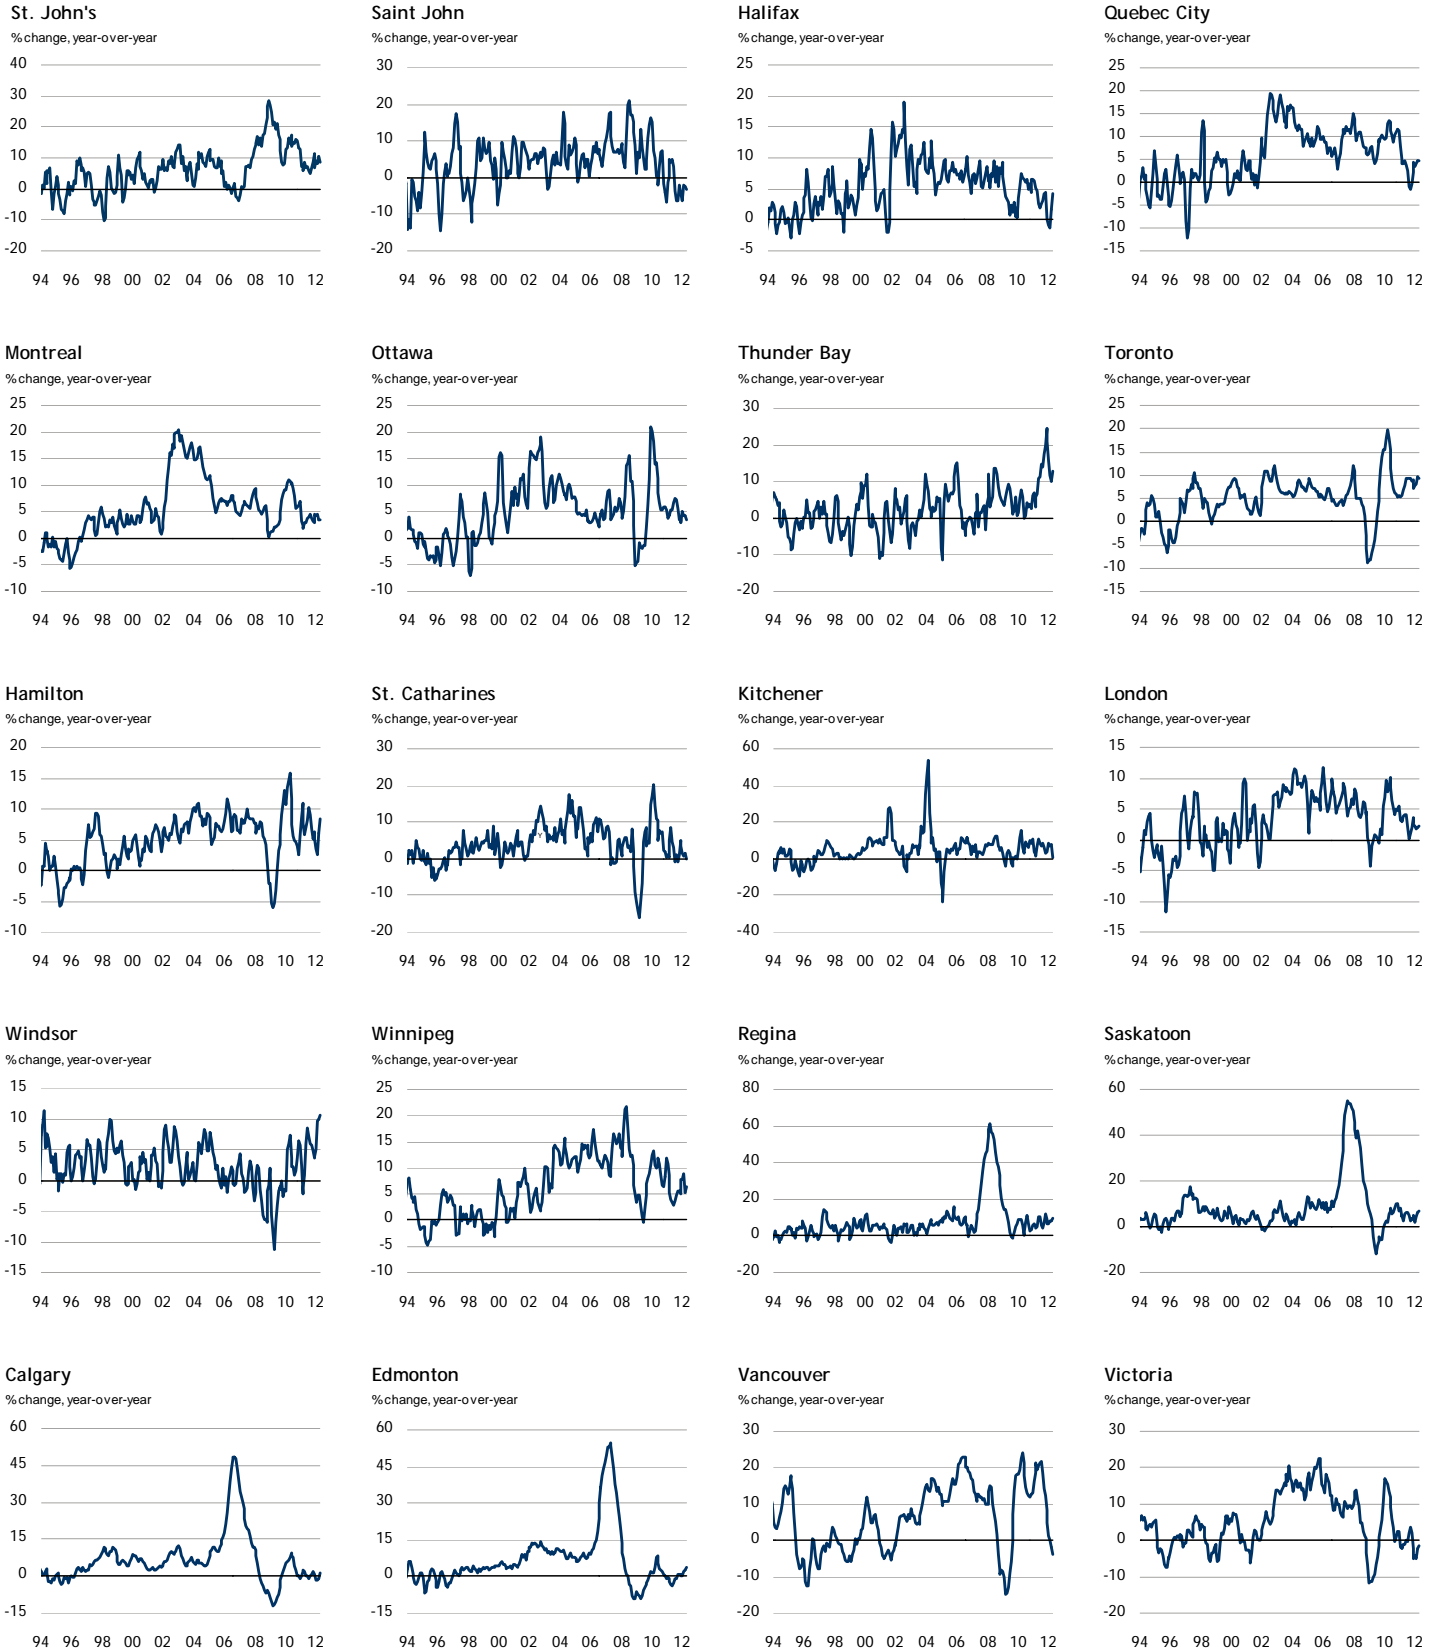 St. John's Saint John Halifax Quebec City
% change, year-over-year % change, year-over-year % change, year-over-year % change, year-over-year
40 30 25 25
30 20 20 20
20 10 15 15
10 0 10 10
0 -10 5 5
-10 -20 0 0
-20 -5 -5
-10
-15
94 96 98 00 02 04 06 08 10 12 94 96 98 00 02 04 06 08 10 12 94 96 98 00 02 04 06 08 10 12 94 96 98 00 02 04 06 08 10 12
Montreal Ottawa Thunder Bay Toronto
% change, year-over-year % change, year-over-year % change, year-over-year % change, year-over-year
25 25 30 25
20 20 20 20
15 15 10 15
10 10 0 10
5 5 -10 5
0 0 -20 0
-5 -5 -5
-10 -10 -10
-15
94 96 98 00 02 04 06 08 10 12 94 96 98 00 02 04 06 08 10 12 94 96 98 00 02 04 06 08 10 12 94 96 98 00 02 04 06 08 10 12
Hamilton St. Catharines Kitchener London
% change, year-over-year % change, year-over-year % change, year-over-year % change, year-over-year
20 30 60 15
15 20 40 10
10 10 20 5
5 0 0 0
0 -10 -20 -5
-5 -20 -40 -10
-10 -15
94 96 98 00 02 04 06 08 10 12 94 96 98 00 02 04 06 08 10 12 94 96 98 00 02 04 06 08 10 12 94 96 98 00 02 04 06 08 10 12
Windsor Winnipeg Regina Saskatoon
% change, year-over-year % change, year-over-year % change, year-over-year % change, year-over-year
15 25 80 60
10 20 60 40
5 15 40 20
0 10 20 0
-5 5 0 -20
-10 0 -20
-15 -5
-10
94 96 98 00 02 04 06 08 10 12 94 96 98 00 02 04 06 08 10 12 94 96 98 00 02 04 06 08 10 12 94 96 98 00 02 04 06 08 10 12
Calgary Edmonton Vancouver Victoria
% change, year-over-year % change, year-over-year % change, year-over-year % change, year-over-year
60 60 30 30
45 45 20 20
30 30 10 10
15 15 0 0
0 0 -10 -10
-15 -15 -20 -20
94 96 98 00 02 04 06 08 10 12 94 96 98 00 02 04 06 08 10 12 94 96 98 00 02 04 06 08 10 12 94 96 98 00 02 04 06 08 10 12